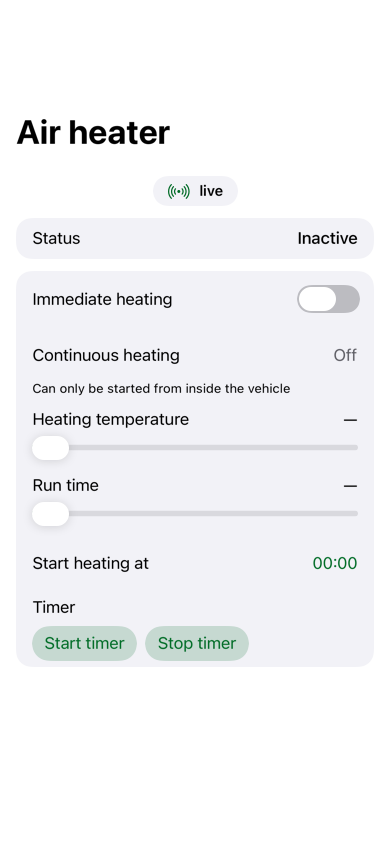 Air heater
live
Status Inactive
Immediate heating
Continuous heating Off
Can only be started from inside the vehicle
Heating temperature —
Run time —
Start heating at 00:00
Timer
Start timer Stop timer